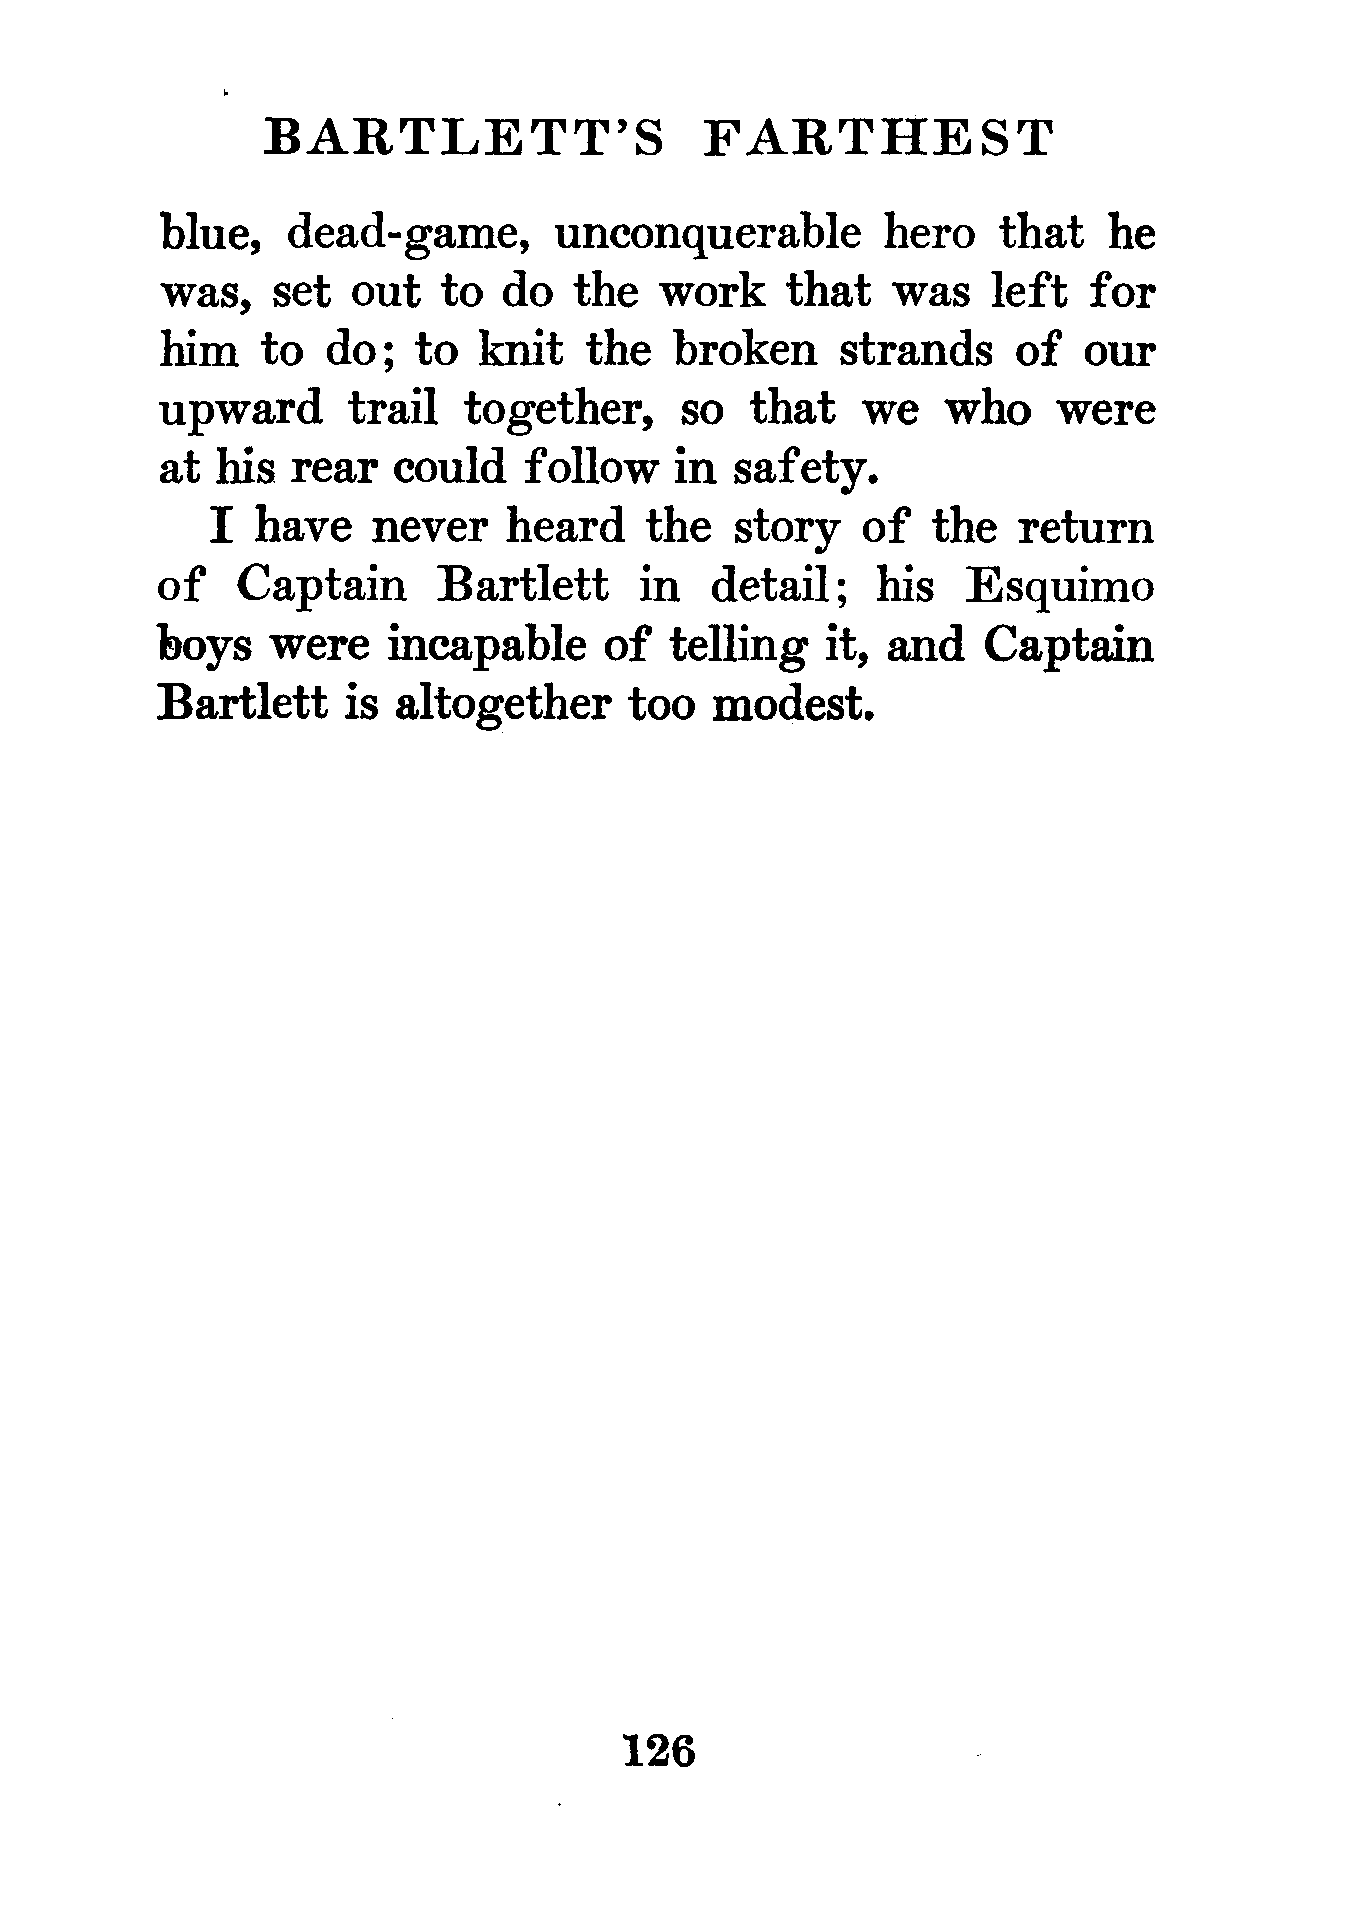 BARTLETT'S FARTHEST
blue, dead-game, unconquerable hero that he
was, set out to do the work that was left for
him to do; to knit the broken strands of our
upward trail together, so that we who were
at his rear could follow in safety.
I have never heard the story of the return
of Captain Bartlett in detail; his Esquimo
boys were incapable of telling it, and Captain
Bartlett is altogether too modest.
126